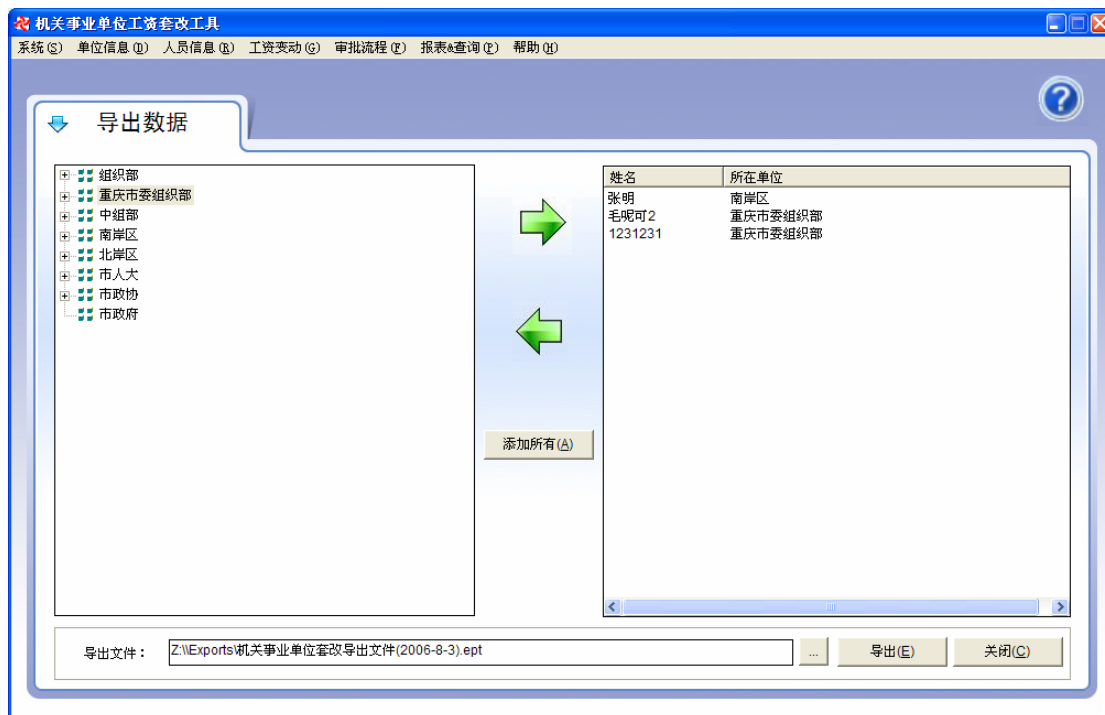 机关事业单位工资套改工具
系统(S) 单位信息(D) 人员信息(R) 工资变动(G) 审批流程(F) 报表&查询(P) 帮助(H)
导出数据
组织部
重庆市委组织部
中组部
南岸区
北岸区
市人大
市政协
市政府
添加所有(A)
姓名 所在单位
张明 南岸区
毛呢可2 重庆市委组织部
1231231 重庆市委组织部
导出文件： Z:\\Exports\机关事业单位套改导出文件(2006-8-3).ept ... 导出(E) 关闭(C)